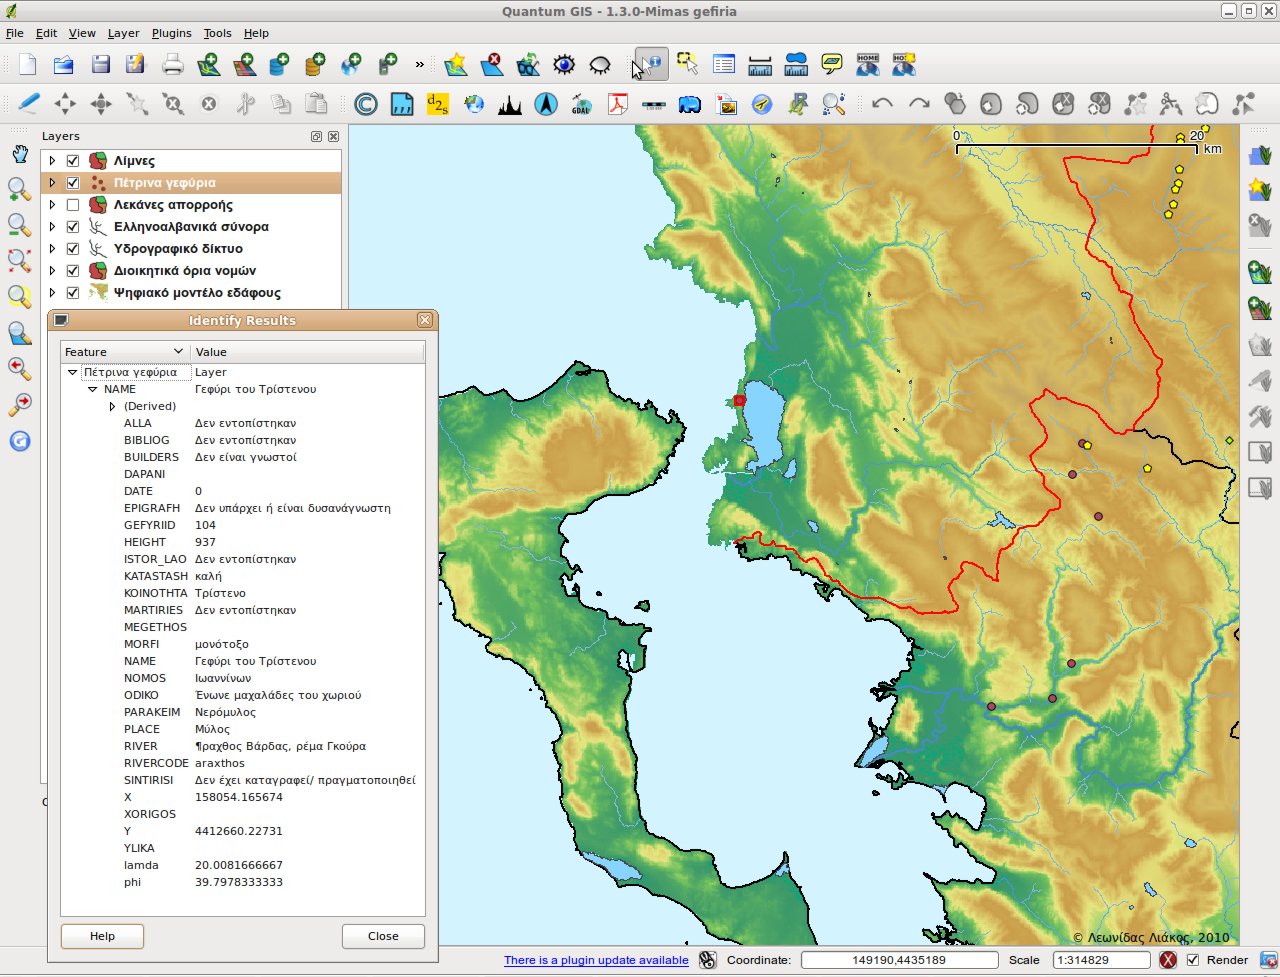 Quantum GIS - 1.3.0-Mimas gefiria
File Edit View Layer Plugins Tools Help
»
d2s
GDAL
HOME
Layers
Λίμνες
Πέτρινα γεφύρια
Λεκάνες απορροής
Ελληνοαλβανικά σύνορα
Υδρογραφικό δίκτυο
Διοικητικά όρια νομών
Ψηφιακό μοντέλο εδάφους
0 20
km
Identify Results
Feature Value
Πέτρινα γεφύρια Layer
NAME Γεφύρι του Τρίστενου
(Derived)
ALLA Δεν εντοπίστηκαν
BIBLIOG Δεν εντοπίστηκαν
BUILDERS Δεν είναι γνωστοί
DAPANI
DATE 0
EPIGRAFH Δεν υπάρχει ή είναι δυσανάγνωστη
GEFYRIID 104
HEIGHT 937
ISTOR_LAO Δεν εντοπίστηκαν
KATASTASH καλή
KOINOTHTA Τρίστενο
MARTIRIES Δεν εντοπίστηκαν
MEGETHOS
MORFI μονότοξο
NAME Γεφύρι του Τρίστενου
NOMOS Ιωαννίνων
ODIKO Ένωνε μαχαλάδες του χωριού
PARAKEIM Νερόμυλος
PLACE Μύλος
RIVER ¶ραχθος Βάρδας, ρέμα Γκούρα
RIVERCODE araxthos
SINTIRISI Δεν έχει καταγραφεί/ πραγματοποιηθεί
X 158054.165674
XORIGOS
Y 4412660.22731
YLIKA
lamda 20.0081666667
phi 39.7978333333
Help Close
© Λεωνίδας Λιάκος, 2010
There is a plugin update available Coordinate: 149190,4435189 Scale 1:314829 Render